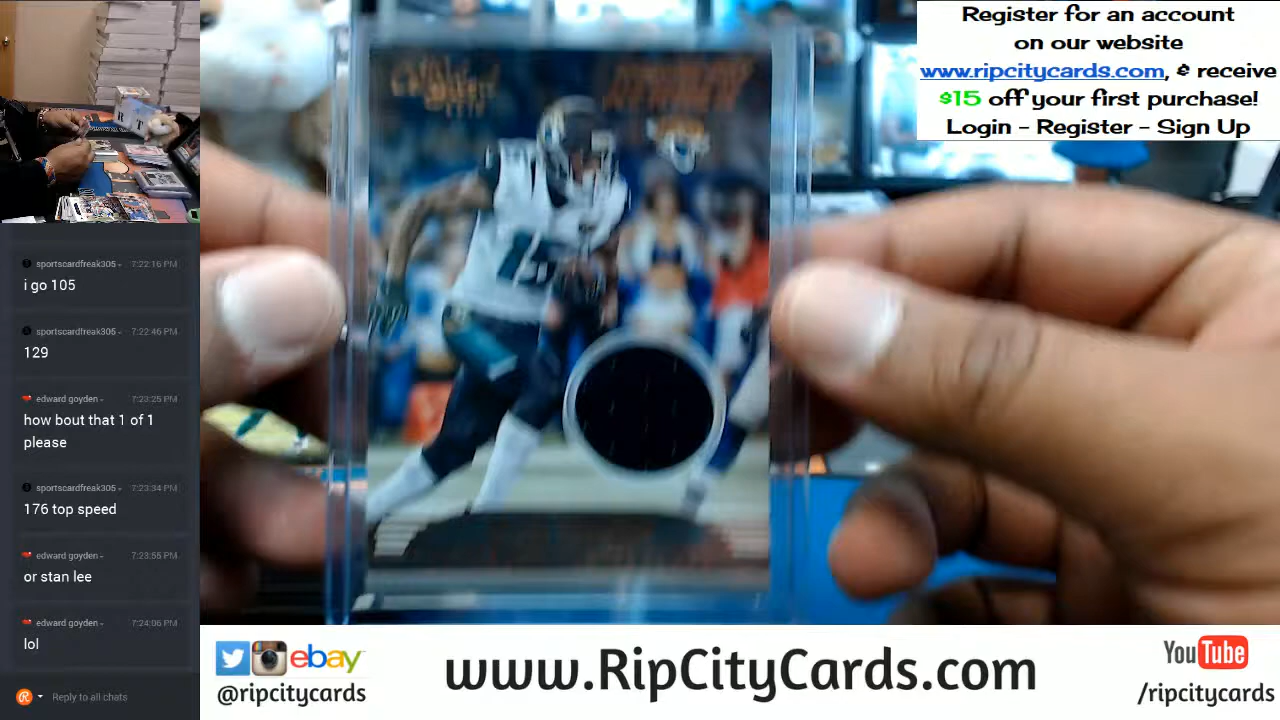 Register for an account
on our website
www.ripcitycards.com, & receive
$15 off your first purchase!
Login - Register - Sign Up
sportscardfreak305 7:22:16 PM
i go 105
sportscardfreak305 7:22:46 PM
129
edward goyden 7:23:25 PM
how bout that 1 of 1
please
sportscardfreak305 7:23:34 PM
176 top speed
edward goyden 7:23:55 PM
or stan lee
edward goyden 7:24:06 PM
lol
Reply to all chats
ebay
@ripcitycards
www.RipCityCards.com
YouTube
/ripcitycards
15